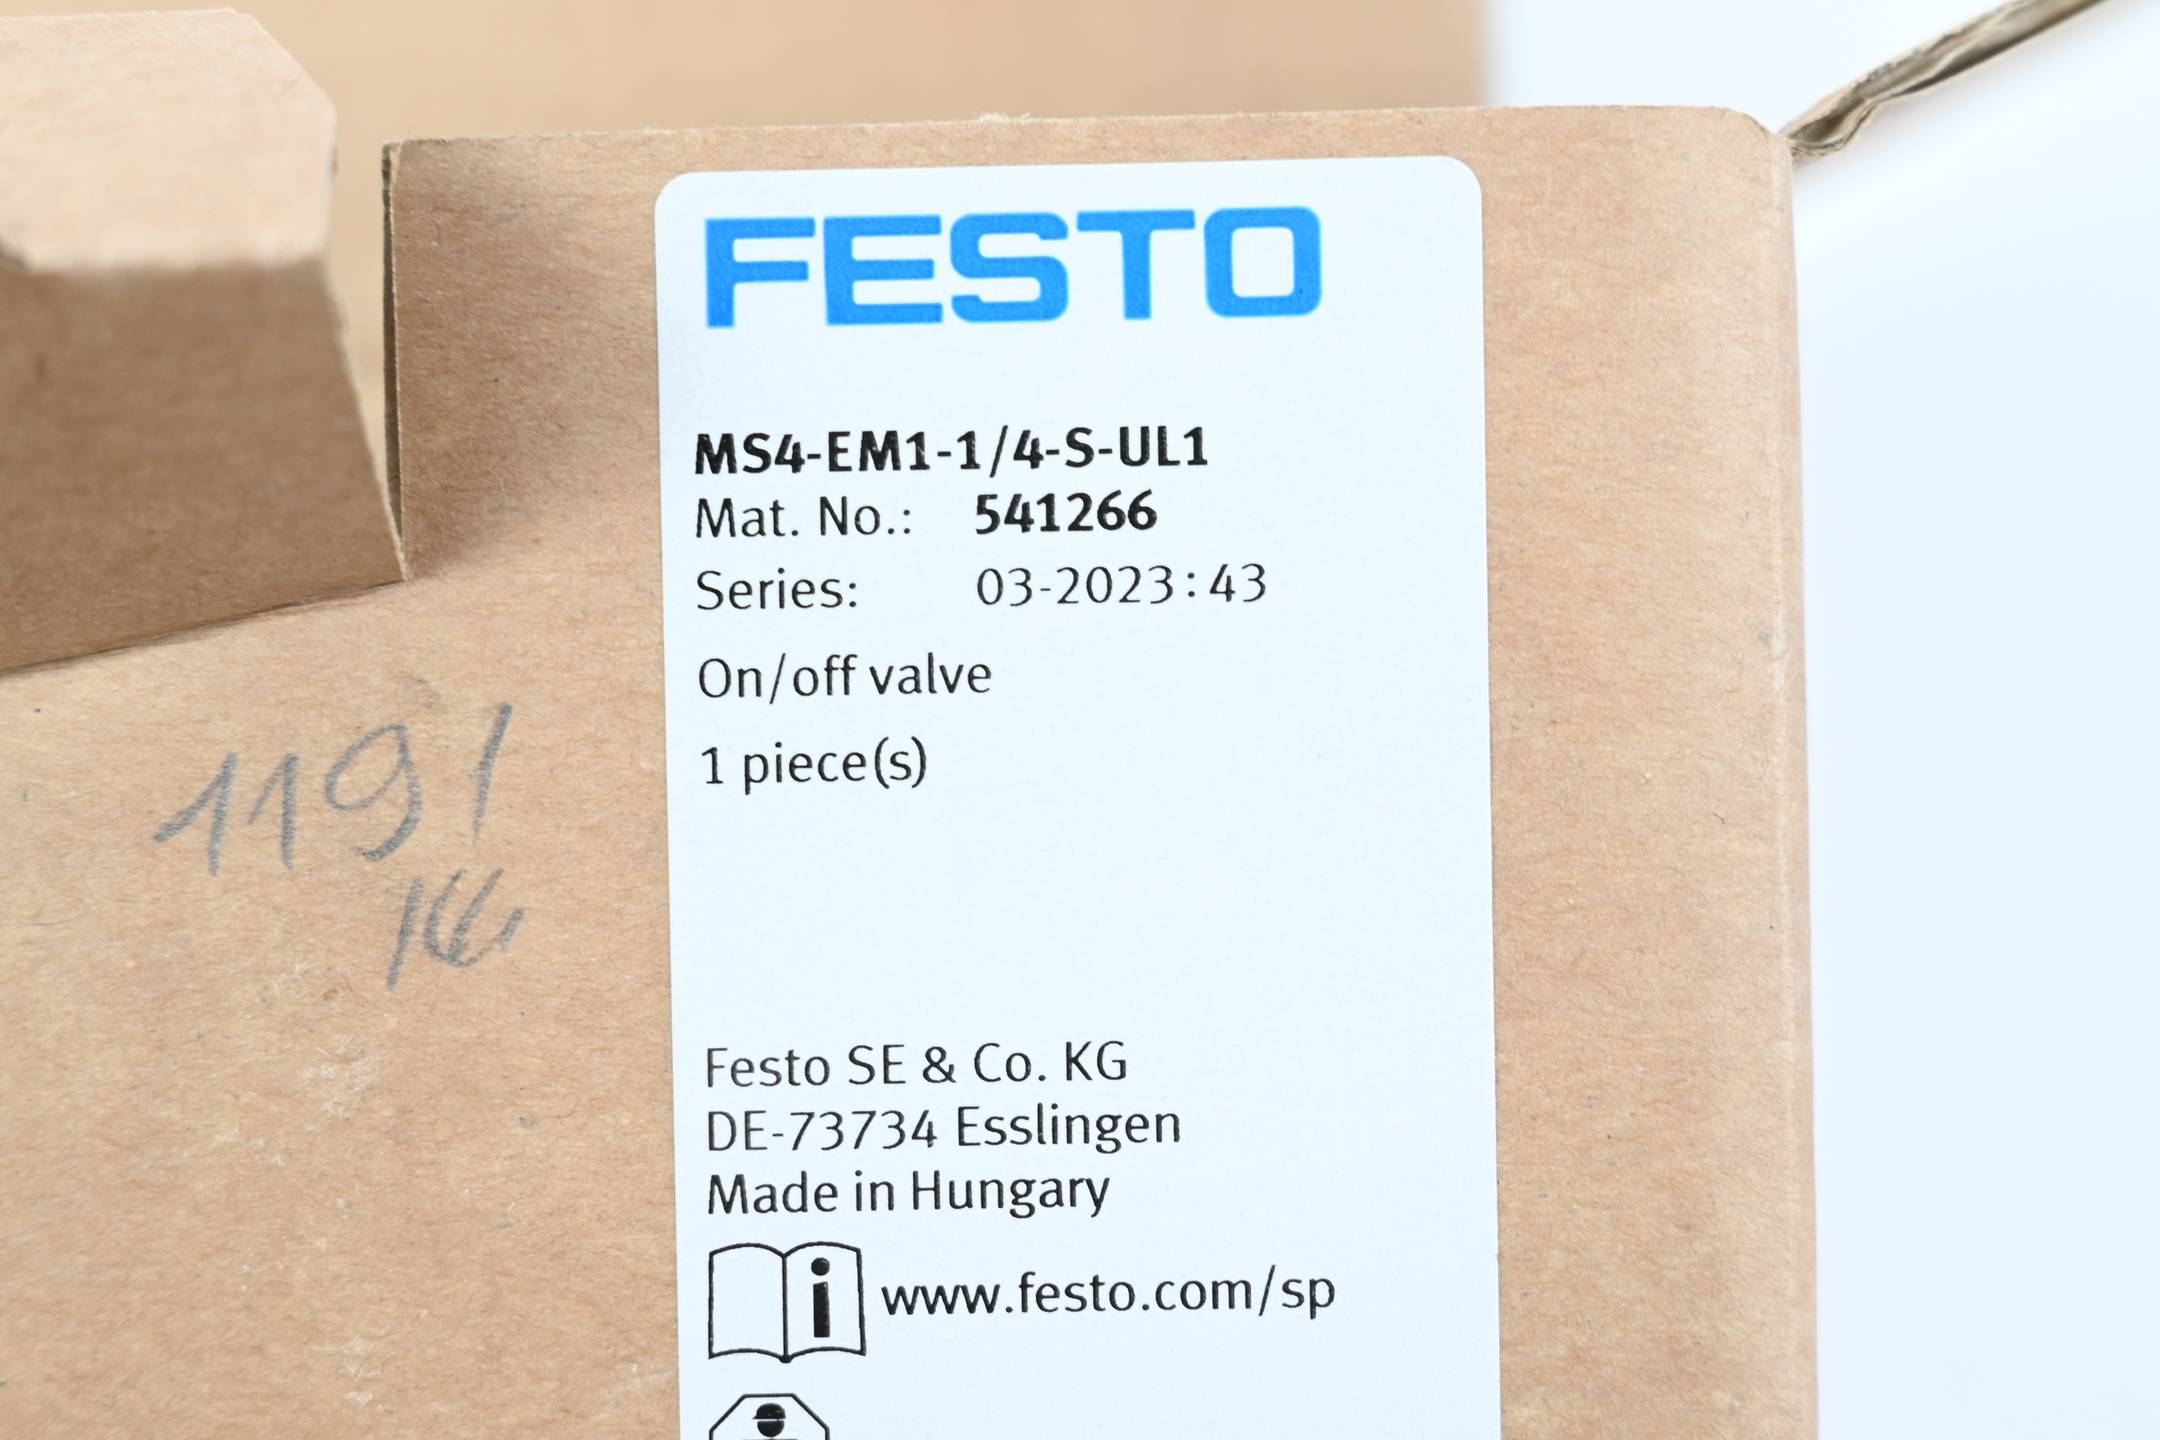 FESTO
MS4-EM1-1/4-S-UL1
Mat. No.: 541266
Series: 03-2023:43
On/off valve
1 piece(s)
1191
Festo SE & Co. KG
DE-73734 Esslingen
Made in Hungary
i www.festo.com/sp